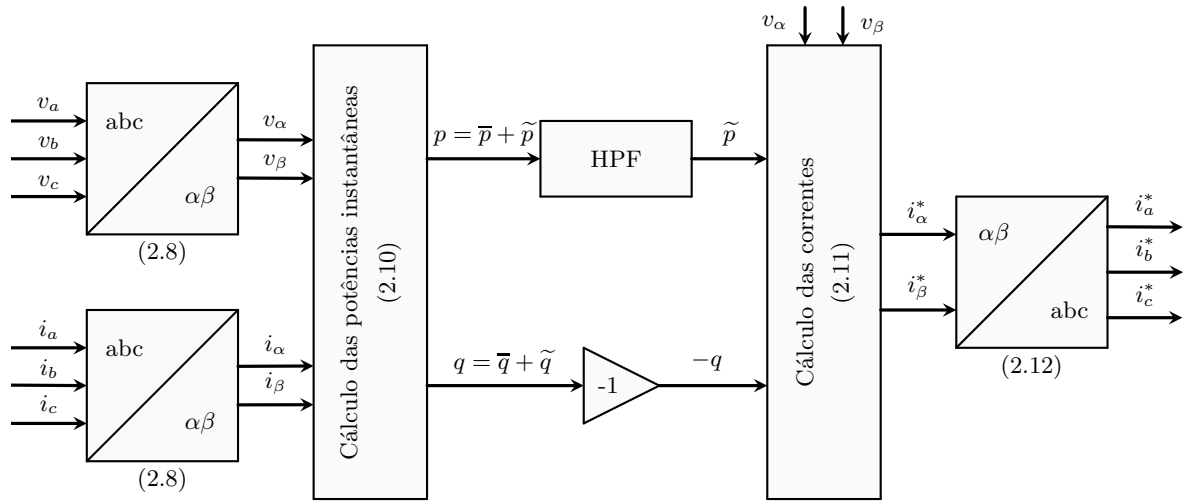 v_α
v_β
v_a
v_b
v_c
abc
αβ
(2.8)
v_α
v_β
i_a
i_b
i_c
abc
αβ
(2.8)
i_α
i_β
Cálculo das potências instantâneas
(2.10)
p = p̅ + p̃
HPF
p̃
q = q̅ + q̃
-1
−q
Cálculo das correntes
(2.11)
i*_α
i*_β
αβ
abc
(2.12)
i*_a
i*_b
i*_c